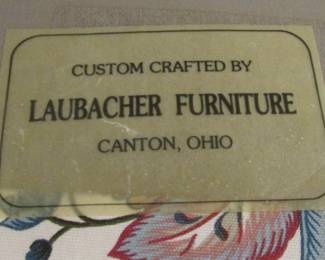 CUSTOM CRAFTED BY
LAUBACHER FURNITURE
CANTON, OHIO